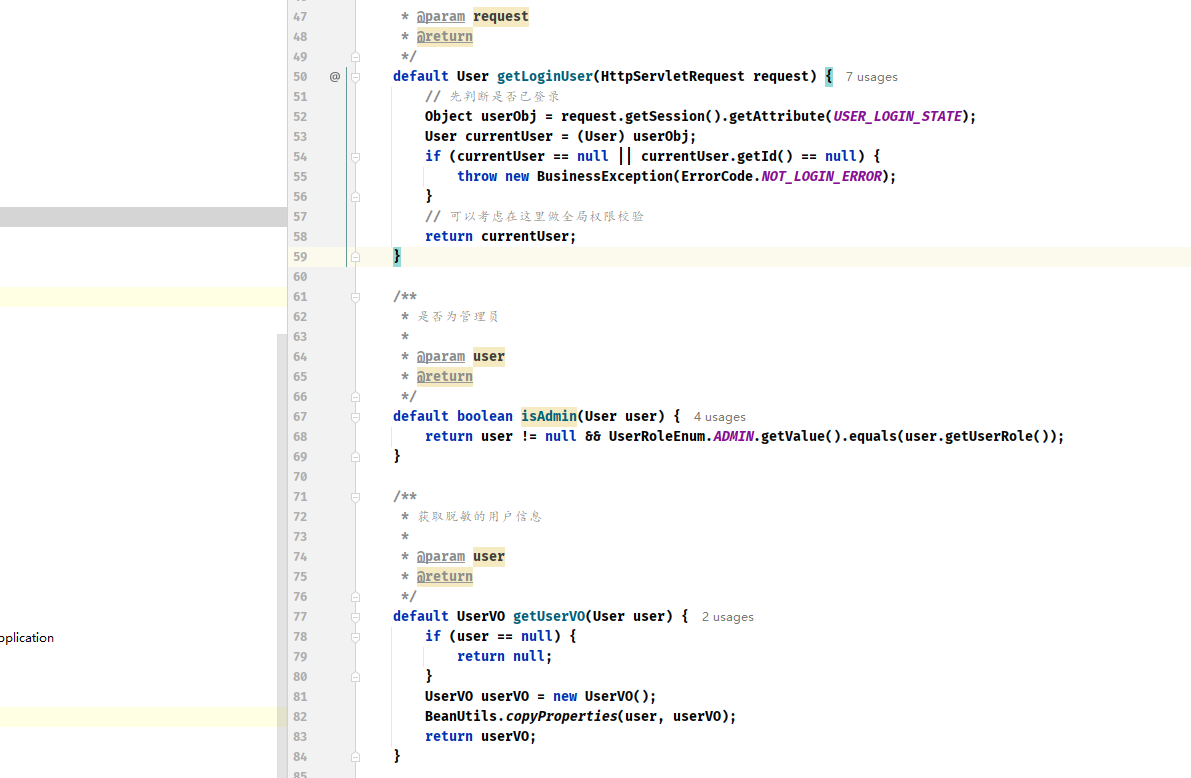 47 * @param request
48 * @return
49 */
50 @ default User getLoginUser(HttpServletRequest request) { 7 usages
51 // 先判断是否已登录
52 Object userObj = request.getSession().getAttribute(USER_LOGIN_STATE);
53 User currentUser = (User) userObj;
54 if (currentUser == null || currentUser.getId() == null) {
55 throw new BusinessException(ErrorCode.NOT_LOGIN_ERROR);
56 }
57 // 可以考虑在这里做全局权限校验
58 return currentUser;
59 }
60
61 /**
62 * 是否为管理员
63 *
64 * @param user
65 * @return
66 */
67 default boolean isAdmin(User user) { 4 usages
68 return user != null && UserRoleEnum.ADMIN.getValue().equals(user.getUserRole());
69 }
70
71 /**
72 * 获取脱敏的用户信息
73 *
74 * @param user
75 * @return
76 */
77 default UserVO getUserVO(User user) { 2 usages
pplication
78 if (user == null) {
79 return null;
80 }
81 UserVO userVO = new UserVO();
82 BeanUtils.copyProperties(user, userVO);
83 return userVO;
84 }
85